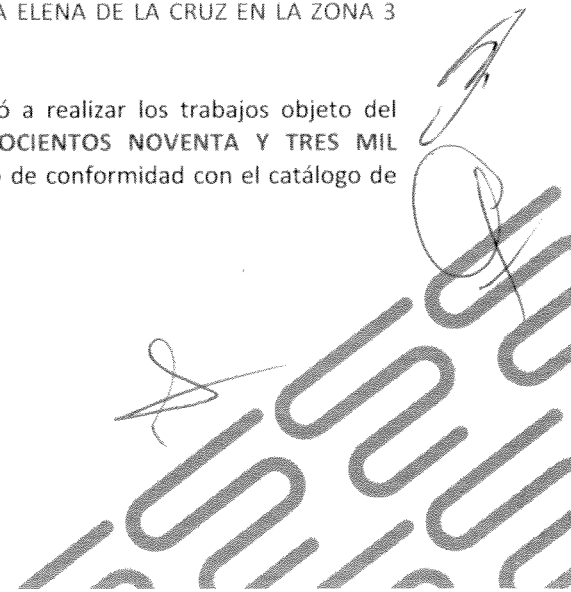 A ELENA DE LA CRUZ EN LA ZONA 3
ó a realizar los trabajos objeto del
OCIENTOS NOVENTA Y TRES MIL
de conformidad con el catálogo de